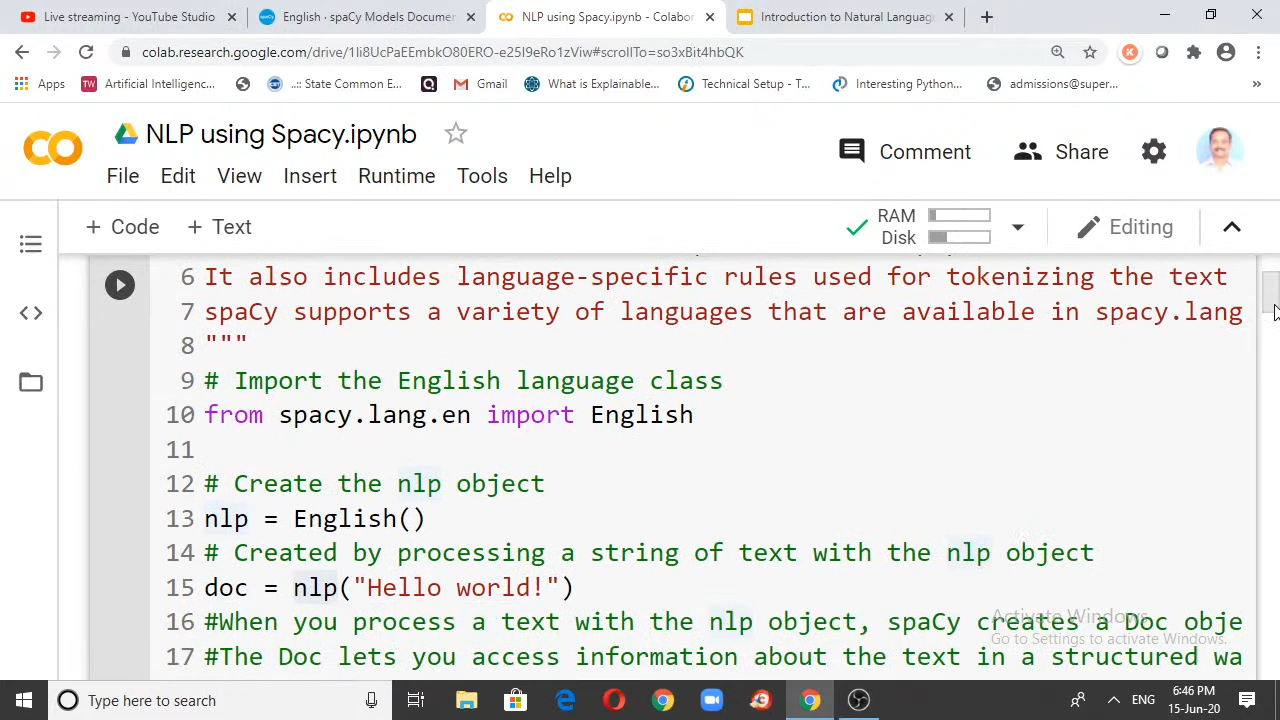 Live streaming - YouTube Studio
English · spaCy Models Documen
NLP using Spacy.ipynb - Colabor
Introduction to Natural Languag
colab.research.google.com/drive/1li8UcPaEEmbkO80ERO-e25I9eRo1zViw#scrollTo=so3xBit4hbQK
Apps
TW
Artificial Intelligenc...
..:: State Common E...
Gmail
What is Explainable...
Technical Setup - T...
Interesting Python...
admissions@super...
»
NLP using Spacy.ipynb
Comment
Share
File Edit View Insert Runtime Tools Help
+ Code + Text
RAM
Disk
Editing
6 It also includes language-specific rules used for tokenizing the text
7 spaCy supports a variety of languages that are available in spacy.lang
8 """
9 # Import the English language class
10 from spacy.lang.en import English
11
12 # Create the nlp object
13 nlp = English()
14 # Created by processing a string of text with the nlp object
15 doc = nlp("Hello world!")
16 #When you process a text with the nlp object, spaCy creates a Doc obje
17 #The Doc lets you access information about the text in a structured wa
Activate Windows
Go to Settings to activate Windows.
Type here to search
ENG
6:46 PM
15-Jun-20